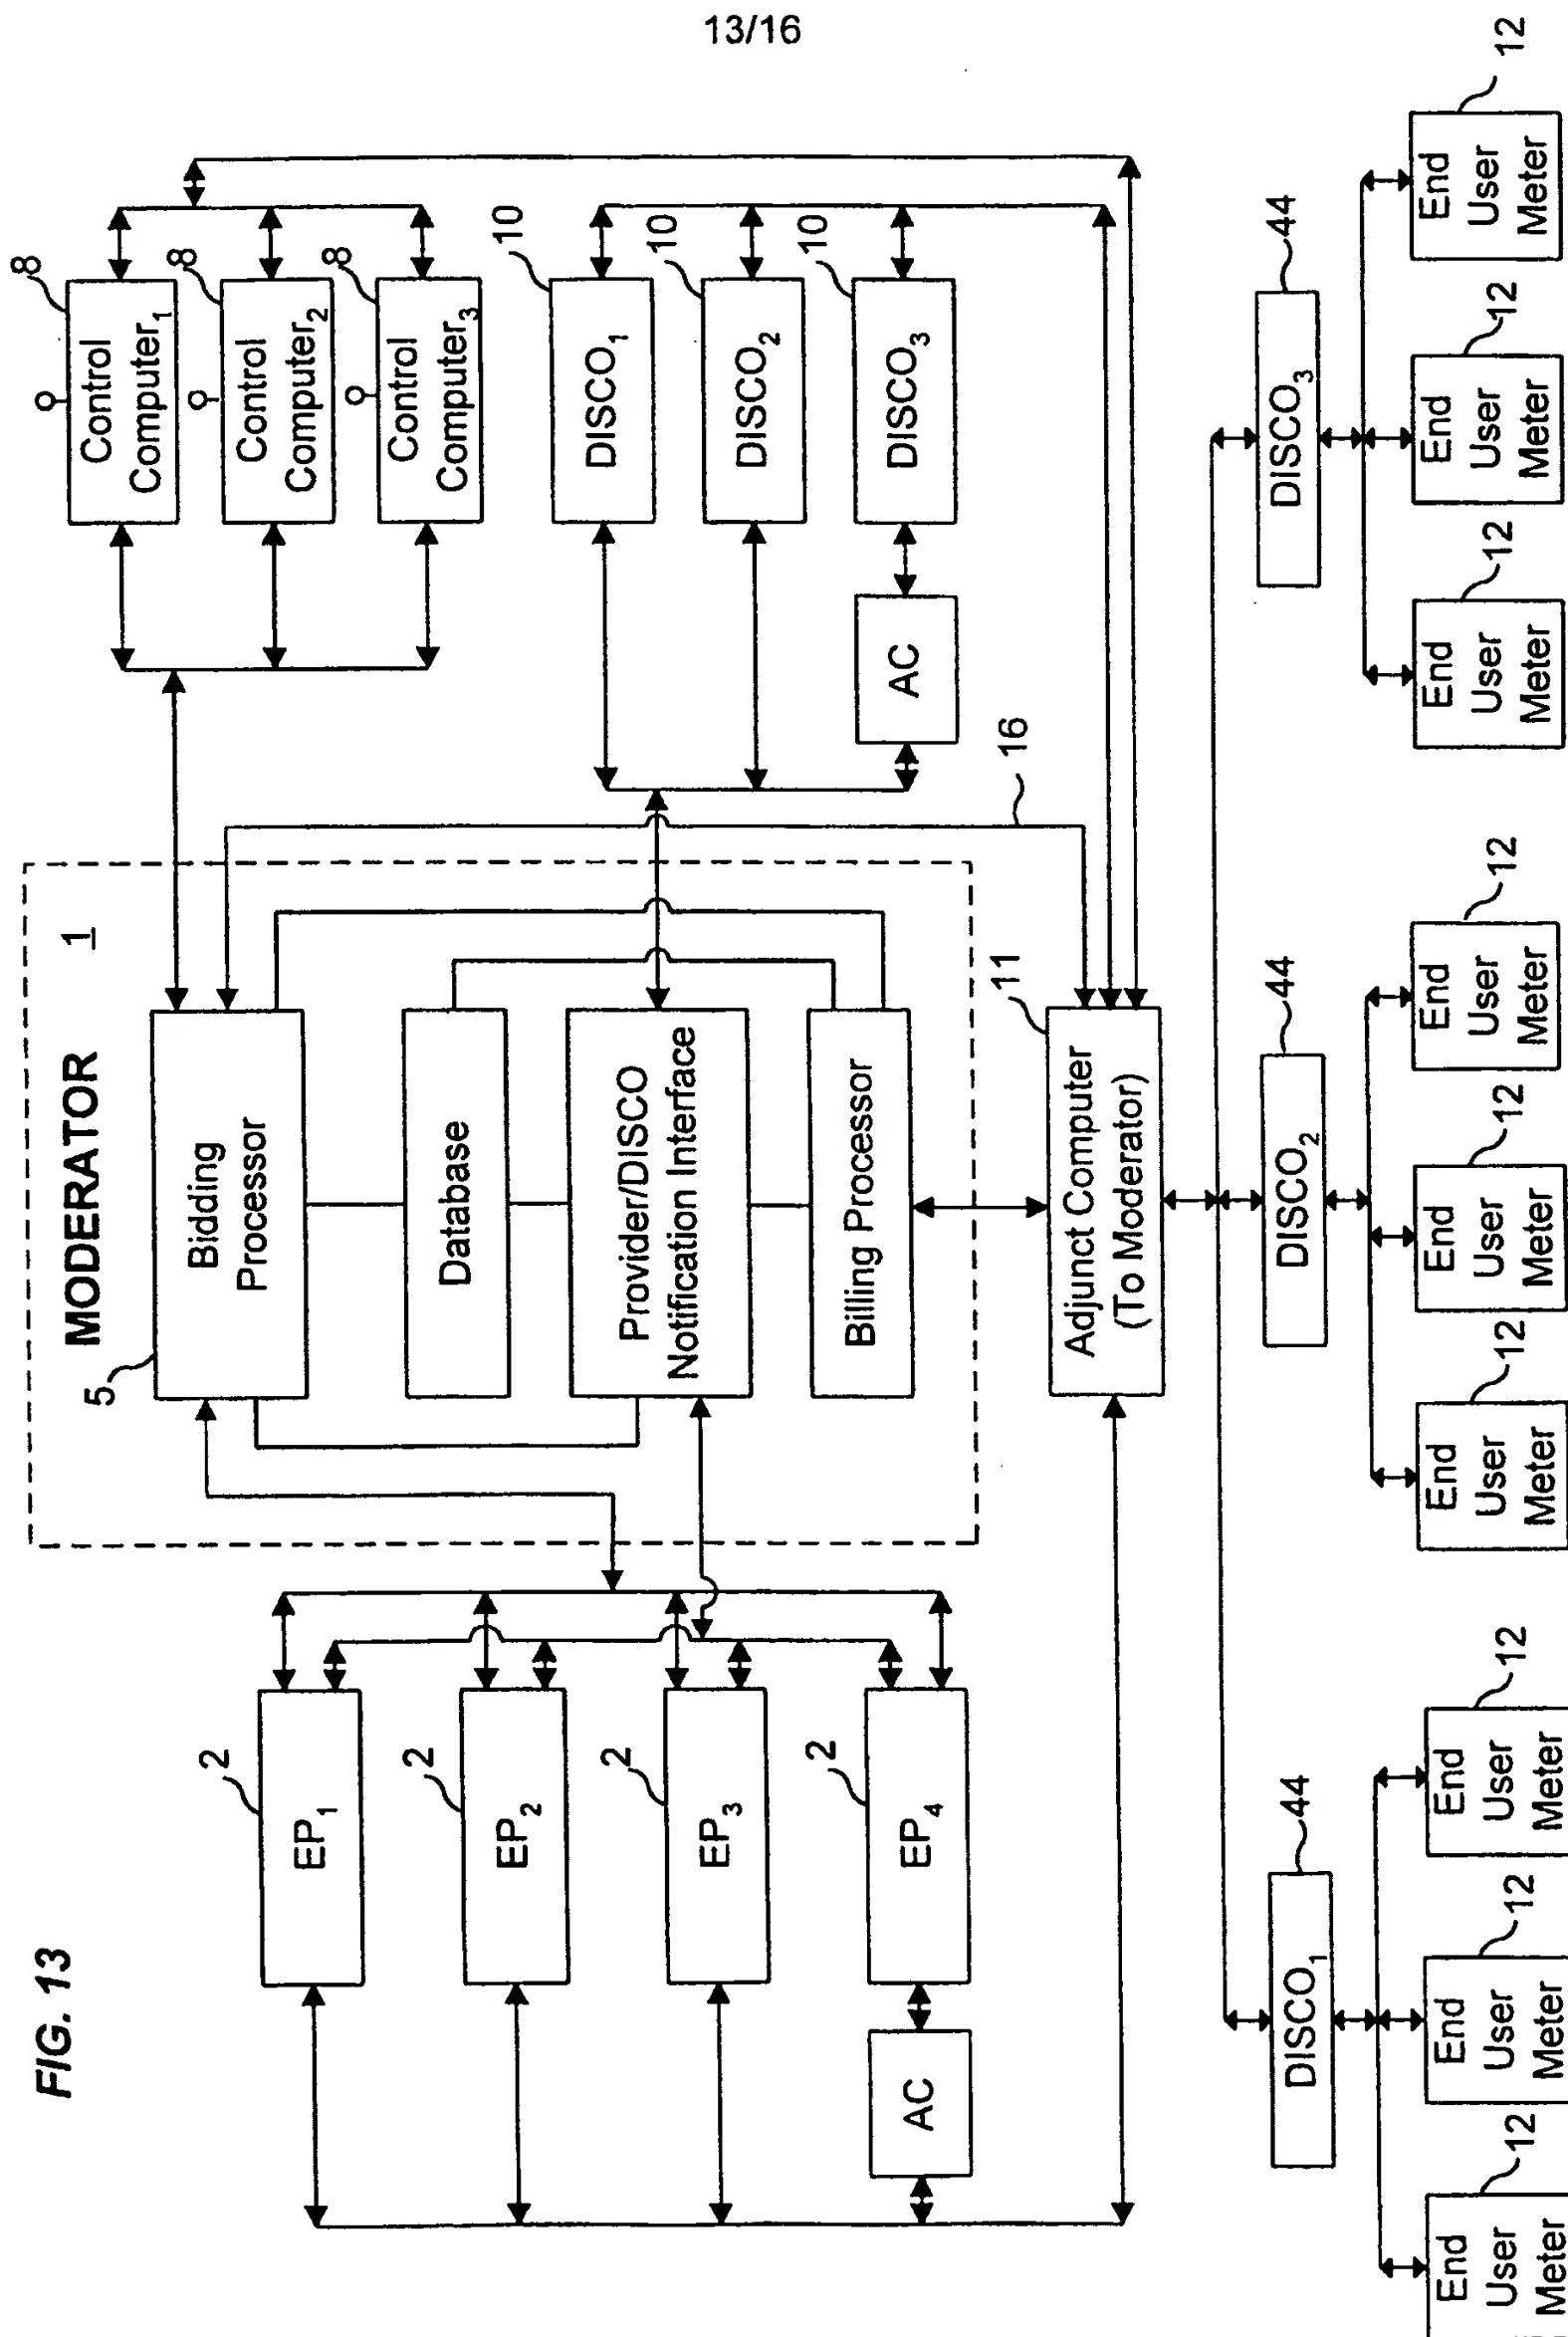 13/16
FIG. 13
MODERATOR
1
5
Bidding
Processor
Database
Provider/DISCO
Notification Interface
Billing Processor
2
EP1
2
EP2
2
EP3
2
EP4
AC
8
Control
Computer1
8
Control
Computer2
8
Control
Computer3
10
DISCO1
10
DISCO2
10
DISCO3
AC
16
11
Adjunct Computer
(To Moderator)
44
DISCO1
44
DISCO2
44
DISCO3
12
End
User
Meter
12
End
User
Meter
12
End
User
Meter
12
End
User
Meter
12
End
User
Meter
12
End
User
Meter
12
End
User
Meter
12
End
User
Meter
12
End
User
Meter